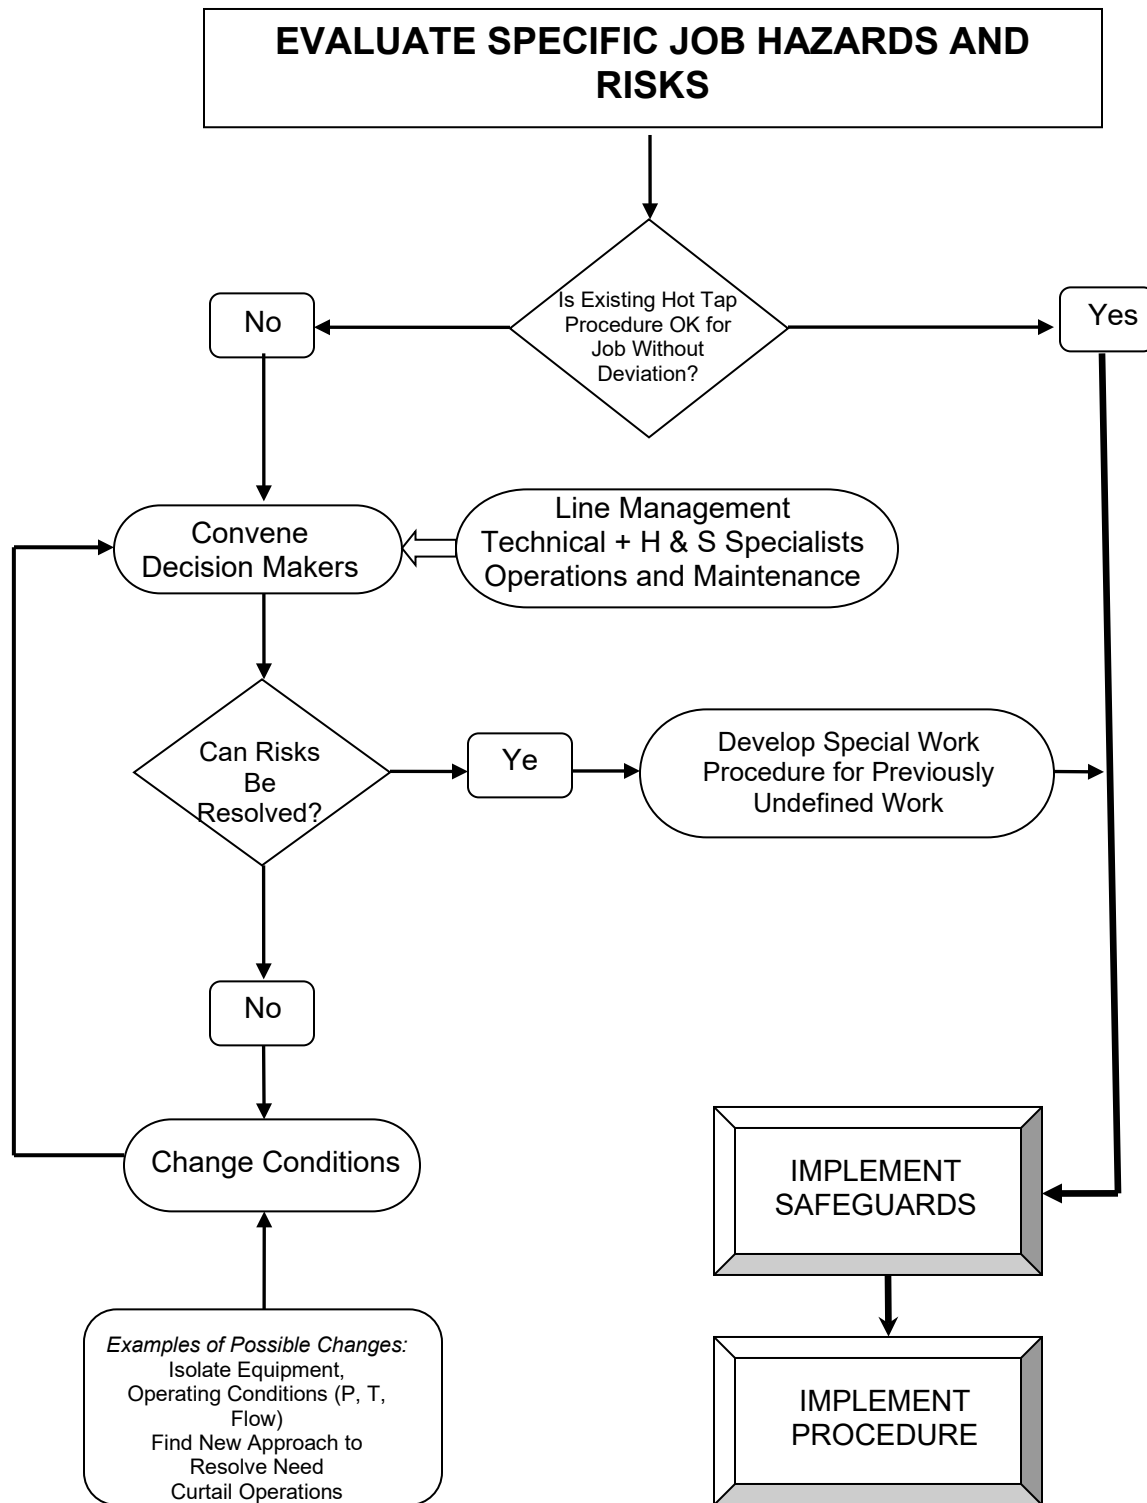 EVALUATE SPECIFIC JOB HAZARDS AND
RISKS
Is Existing Hot Tap
Procedure OK for
Job Without
Deviation?
No
Yes
Convene
Decision Makers
Line Management
Technical + H & S Specialists
Operations and Maintenance
Can Risks
Be
Resolved?
Ye
Develop Special Work
Procedure for Previously
Undefined Work
No
Change Conditions
IMPLEMENT
SAFEGUARDS
Examples of Possible Changes:
Isolate Equipment,
Operating Conditions (P, T,
Flow)
Find New Approach to
Resolve Need
Curtail Operations
IMPLEMENT
PROCEDURE